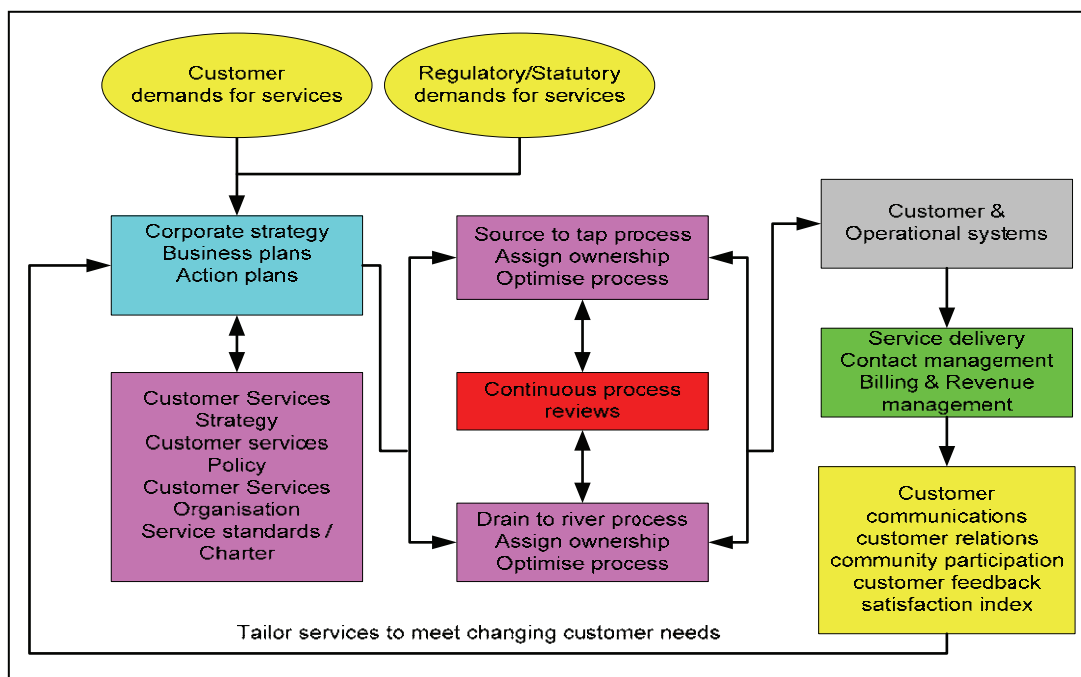 Customer
demands for services
Regulatory/Statutory
demands for services
Corporate strategy
Business plans
Action plans
Source to tap process
Assign ownership
Optimise process
Customer &
Operational systems
Service delivery
Contact management
Billing & Revenue
management
Customer Services
Strategy
Customer services
Policy
Customer Services
Organisation
Service standards /
Charter
Continuous process
reviews
Drain to river process
Assign ownership
Optimise process
Customer
communications
customer relations
community participation
customer feedback
satisfaction index
Tailor services to meet changing customer needs